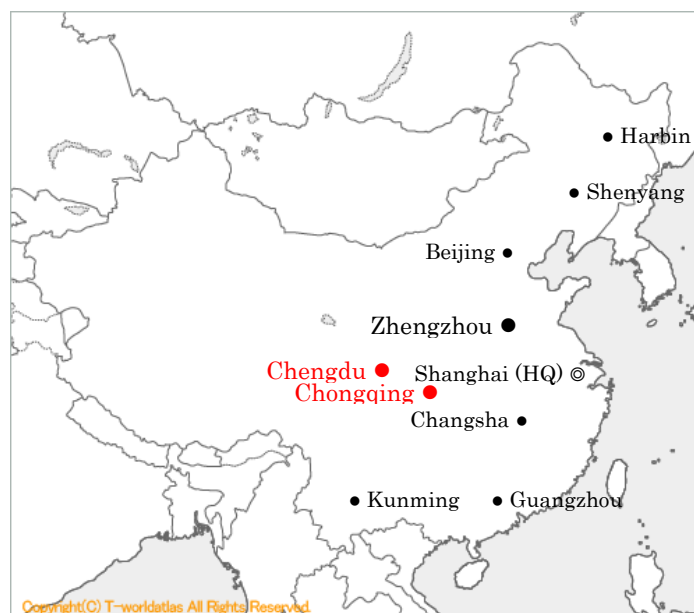 Harbin
Shenyang
Beijing
Zhengzhou
Chengdu
Shanghai (HQ)
Chongqing
Changsha
Kunming
Guangzhou
Copyright(C) T-worldatlas All Rights Reserved.